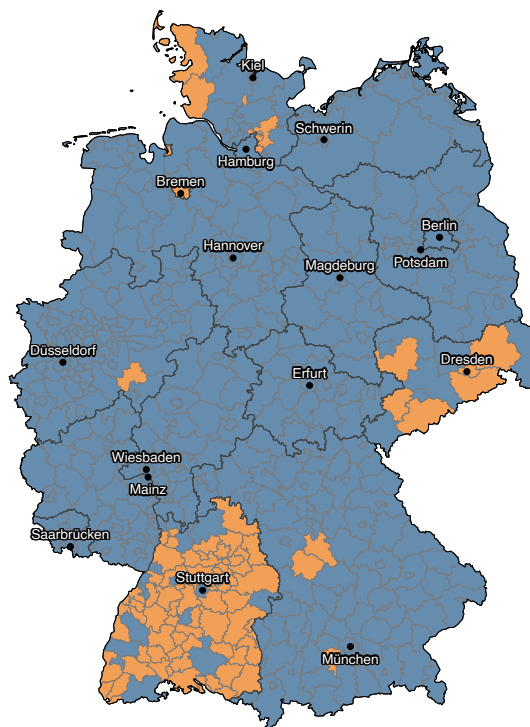 Kiel
Schwerin
Hamburg
Bremen
Berlin
Hannover
Potsdam
Magdeburg
Düsseldorf
Dresden
Erfurt
Wiesbaden
Mainz
Saarbrücken
Stuttgart
München